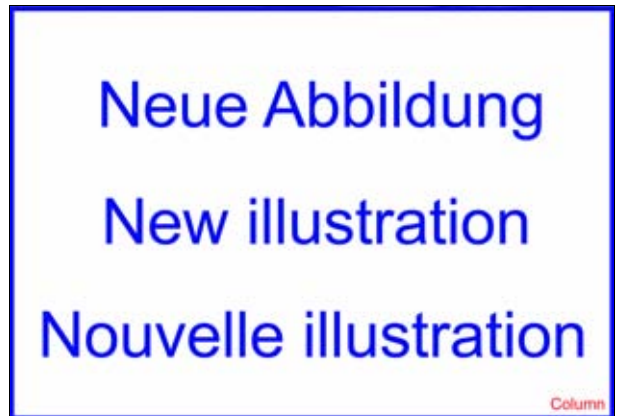 Neue Abbildung
New illustration
Nouvelle illustration
Column